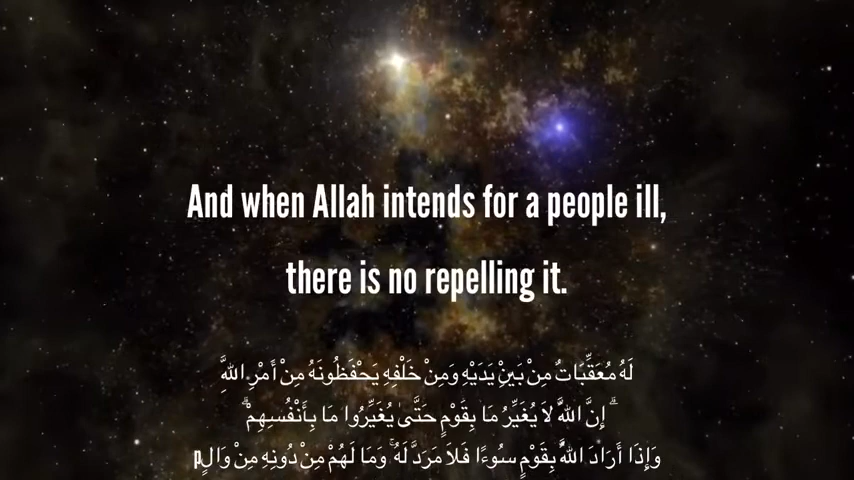 And when Allah intends for a people ill,
there is no repelling it.
لَهُ مُعَقِّبَاتٌ مِنْ بَيْنِ يَدَيْهِ وَمِنْ خَلْفِهِ يَحْفَظُونَهُ مِنْ أَمْرِ اللَّهِ
ۗ إِنَّ اللَّهَ لَا يُغَيِّرُ مَا بِقَوْمٍ حَتَّىٰ يُغَيِّرُوا مَا بِأَنْفُسِهِمْ ۗ
وَإِذَا أَرَادَ اللَّهُ بِقَوْمٍ سُوءًا فَلَا مَرَدَّ لَهُ ۚ وَمَا لَهُمْ مِنْ دُونِهِ مِنْ وَالٍ p